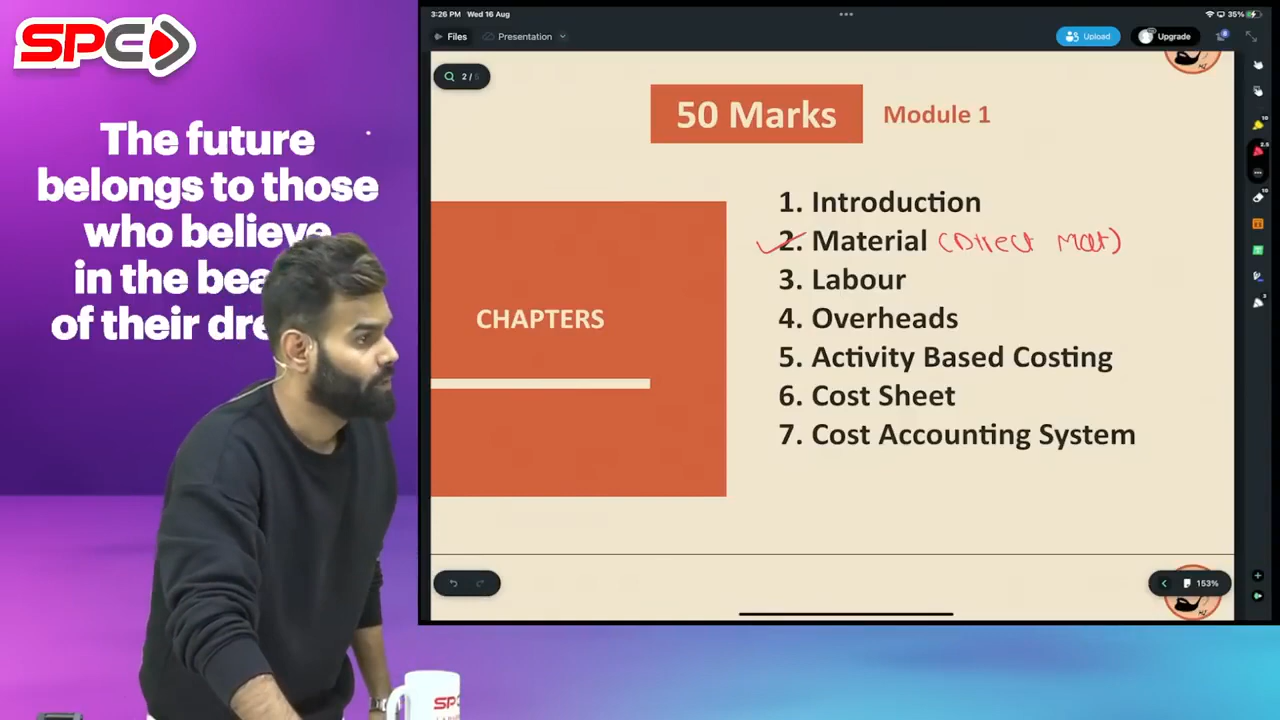 SPC
The future
belongs to those
who believe
in the bea
of their dre
3:26 PM Wed 16 Aug
35%
Files
Presentation
Upload
Upgrade
2 / 5
50 Marks
Module 1
CHAPTERS
1. Introduction
2. Material (Direct Mat)
3. Labour
4. Overheads
5. Activity Based Costing
6. Cost Sheet
7. Cost Accounting System
153%